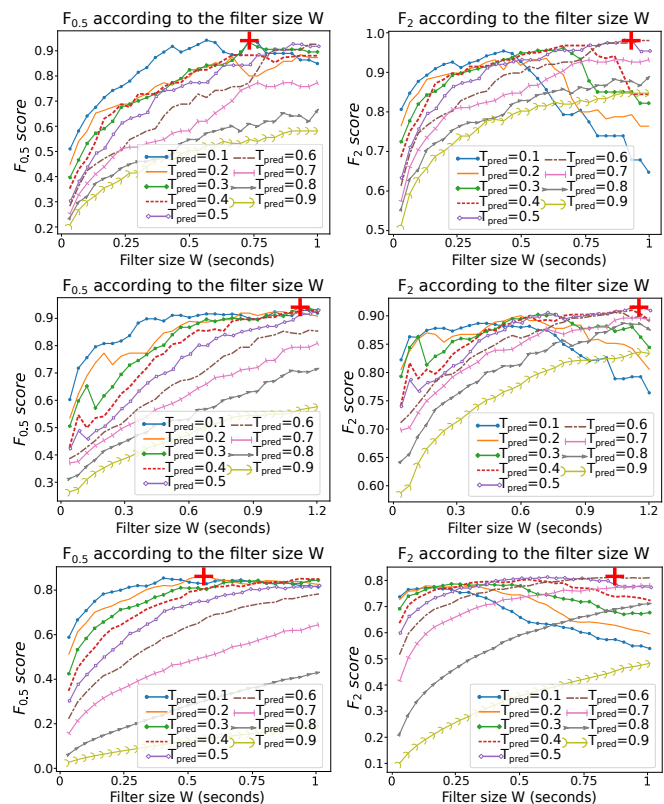 F0.5 according to the filter size W
F0.5 score
0.9
0.8
0.7
0.6
0.5
0.4
0.3
0.2
Tpred=0.1
Tpred=0.2
Tpred=0.3
Tpred=0.4
Tpred=0.5
Tpred=0.6
Tpred=0.7
Tpred=0.8
Tpred=0.9
0 0.25 0.5 0.75 1
Filter size W (seconds)
F2 according to the filter size W
F2 score
1.0
0.9
0.8
0.7
0.6
0.5
Tpred=0.1
Tpred=0.2
Tpred=0.3
Tpred=0.4
Tpred=0.5
Tpred=0.6
Tpred=0.7
Tpred=0.8
Tpred=0.9
0 0.25 0.5 0.75 1
Filter size W (seconds)
F0.5 according to the filter size W
F0.5 score
0.9
0.8
0.7
0.6
0.5
0.4
0.3
Tpred=0.1
Tpred=0.2
Tpred=0.3
Tpred=0.4
Tpred=0.5
Tpred=0.6
Tpred=0.7
Tpred=0.8
Tpred=0.9
0 0.3 0.6 0.9 1.2
Filter size W (seconds)
F2 according to the filter size W
F2 score
0.90
0.85
0.80
0.75
0.70
0.65
0.60
Tpred=0.1
Tpred=0.2
Tpred=0.3
Tpred=0.4
Tpred=0.5
Tpred=0.6
Tpred=0.7
Tpred=0.8
Tpred=0.9
0 0.3 0.6 0.9 1.2
Filter size W (seconds)
F0.5 according to the filter size W
F0.5 score
0.8
0.6
0.4
0.2
0.0
Tpred=0.1
Tpred=0.2
Tpred=0.3
Tpred=0.4
Tpred=0.5
Tpred=0.6
Tpred=0.7
Tpred=0.8
Tpred=0.9
0 0.25 0.5 0.75 1
Filter size W (seconds)
F2 according to the filter size W
F2 score
0.8
0.7
0.6
0.5
0.4
0.3
0.2
0.1
Tpred=0.1
Tpred=0.2
Tpred=0.3
Tpred=0.4
Tpred=0.5
Tpred=0.6
Tpred=0.7
Tpred=0.8
Tpred=0.9
0 0.25 0.5 0.75 1
Filter size W (seconds)